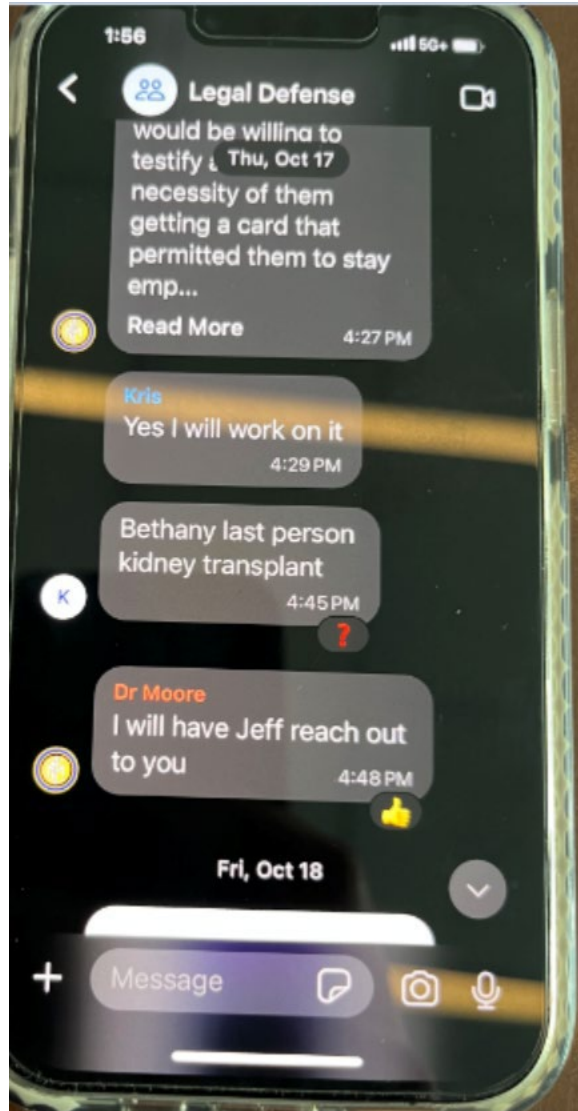 1:56
5G+
Legal Defense
would be willing to
testify
Thu, Oct 17
necessity of them
getting a card that
permitted them to stay
emp...
Read More
4:27 PM
Kris
Yes I will work on it
4:29 PM
Bethany last person
kidney transplant
K
4:45 PM
?
Dr Moore
I will have Jeff reach out
to you
4:48 PM
Fri, Oct 18
Message